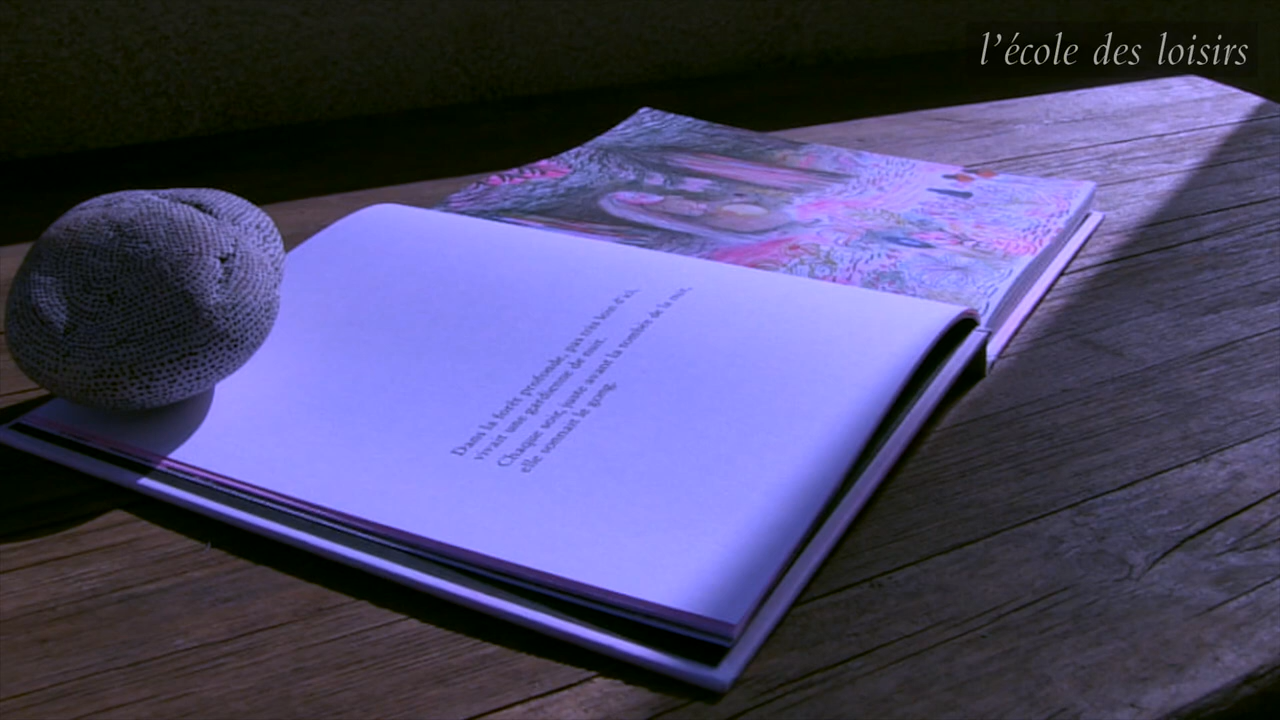 l'école des loisirs
Dans la forêt profonde, pas très loin d'ici,
vivait une gardienne de nuit.
Chaque soir, juste avant la tombée de la nuit,
elle sonnait le gong.